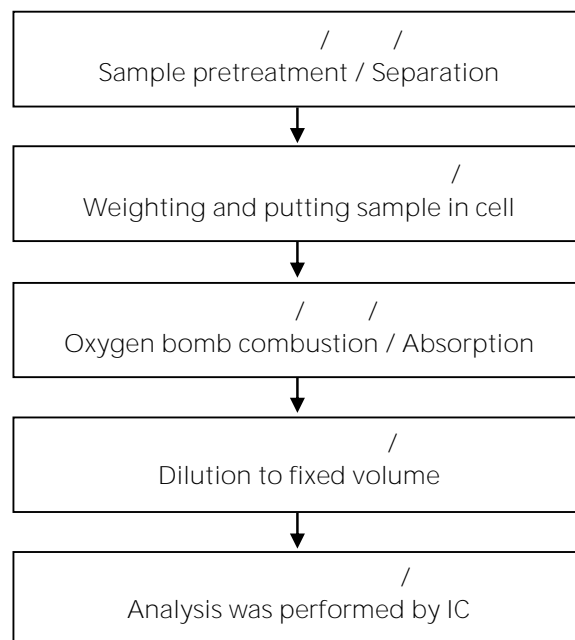 / /
Sample pretreatment / Separation
/
Weighting and putting sample in cell
/ /
Oxygen bomb combustion / Absorption
/
Dilution to fixed volume
/
Analysis was performed by IC